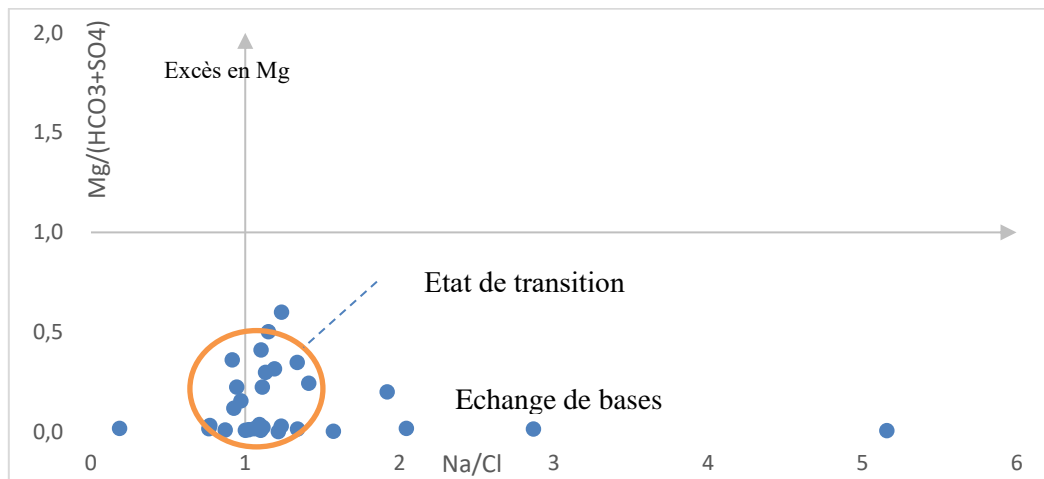 2,0
Excès en Mg
1,5
Mg/(HCO3+SO4)
1,0
Etat de transition
0,5
Echange de bases
0,0
0 1 2 3 4 5 6
Na/Cl